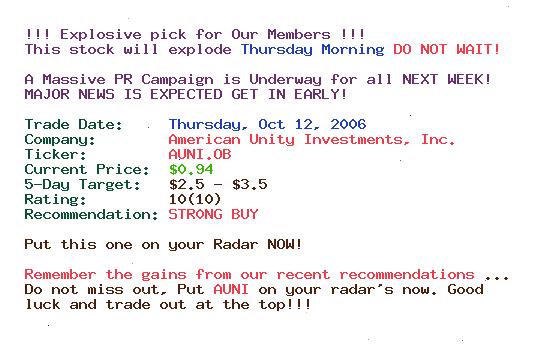 !!! Explosive pick for Our Members !!!
This stock will explode Thursday Morning DO NOT WAIT!
A Massive PR Campaign is Underway for all NEXT WEEK!
MAJOR NEWS IS EXPECTED GET IN EARLY!
Trade Date: Thursday, Oct 12, 2006
Company: American Unity Investments, Inc.
Ticker: AUNI.OB
Current Price: $0.94
5-Day Target: $2.5 - $3.5
Rating: 10(10)
Recommendation: STRONG BUY
Put this one on your Radar NOW!
Remember the gains from our recent recommendations ...
Do not miss out, Put AUNI on your radar's now. Good
luck and trade out at the top!!!